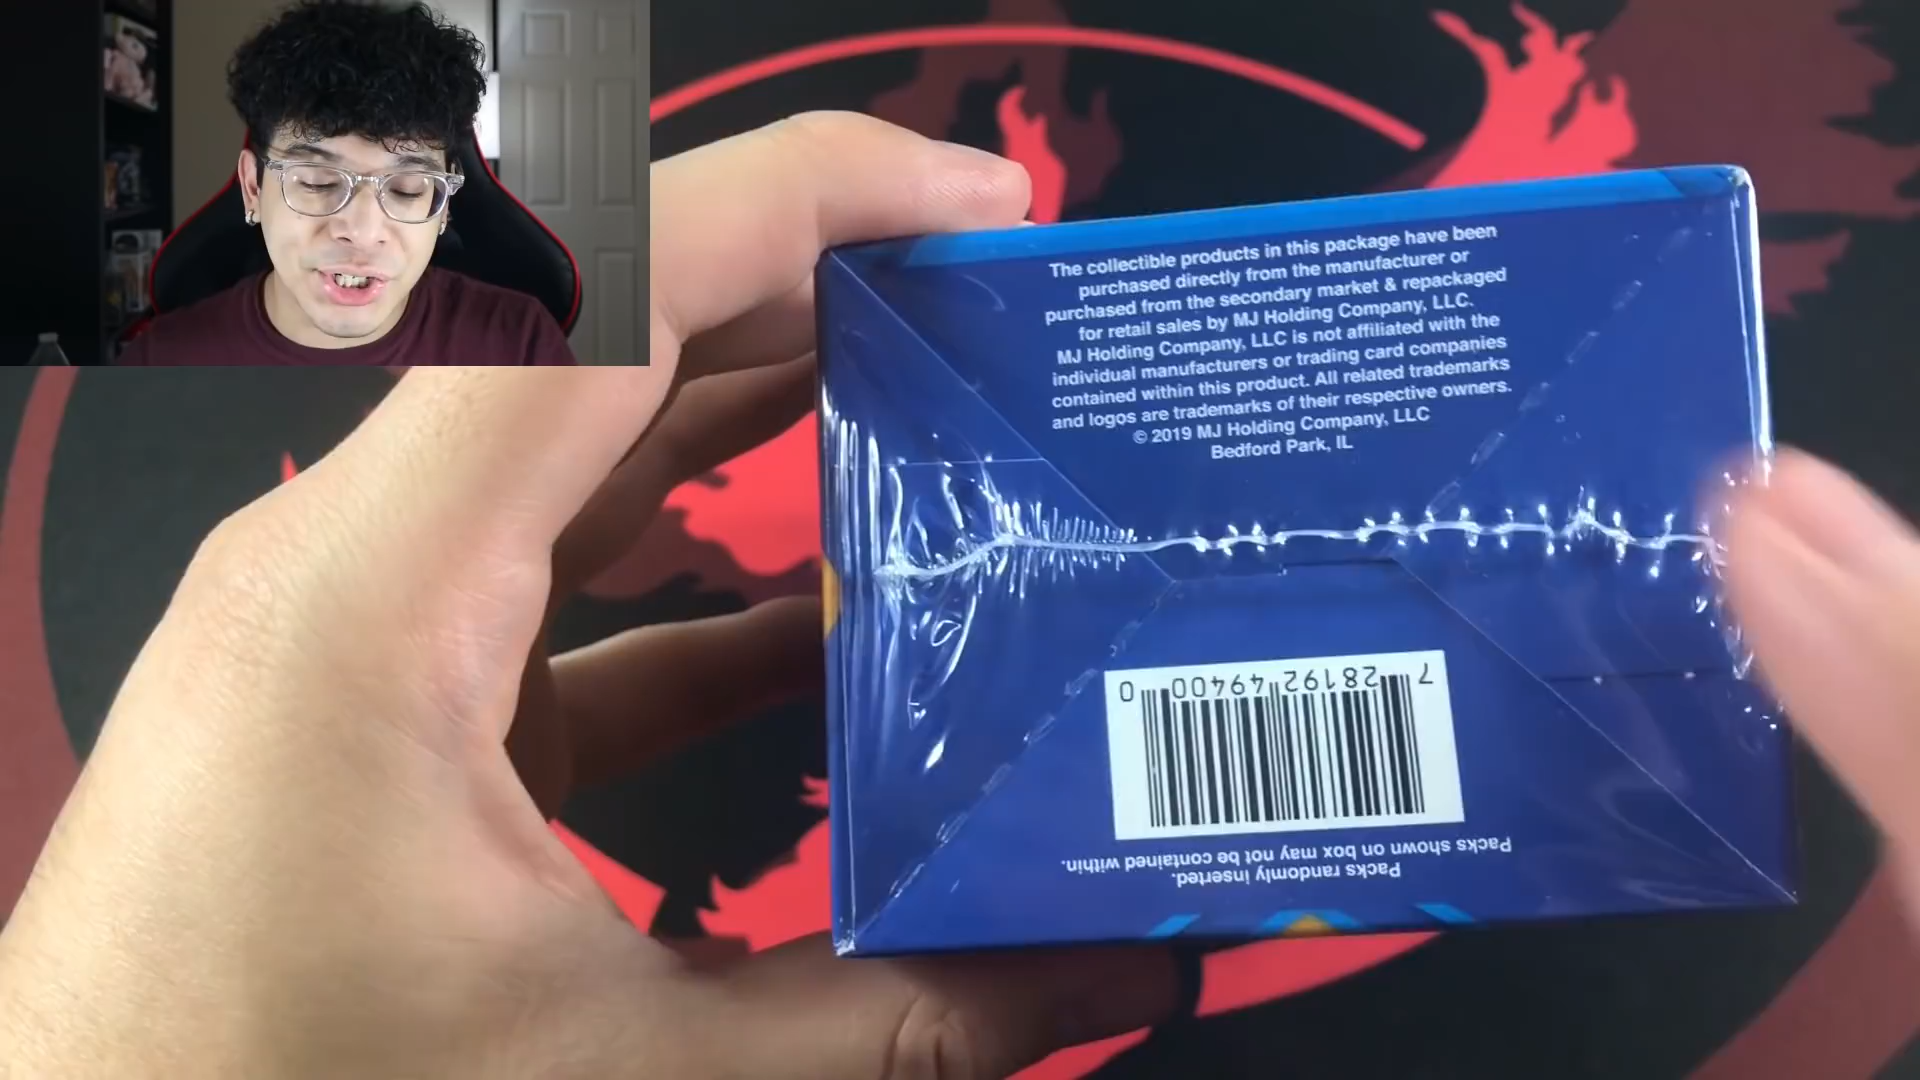 The collectible products in this package have been
purchased directly from the manufacturer or
purchased from the secondary market & repackaged
for retail sales by MJ Holding Company, LLC.
MJ Holding Company, LLC is not affiliated with the
individual manufacturers or trading card companies
contained within this product. All related trademarks
and logos are trademarks of their respective owners.
© 2019 MJ Holding Company, LLC
Bedford Park, IL
7 28192 49400 0
Packs randomly inserted.
Packs shown on box may not be contained within.